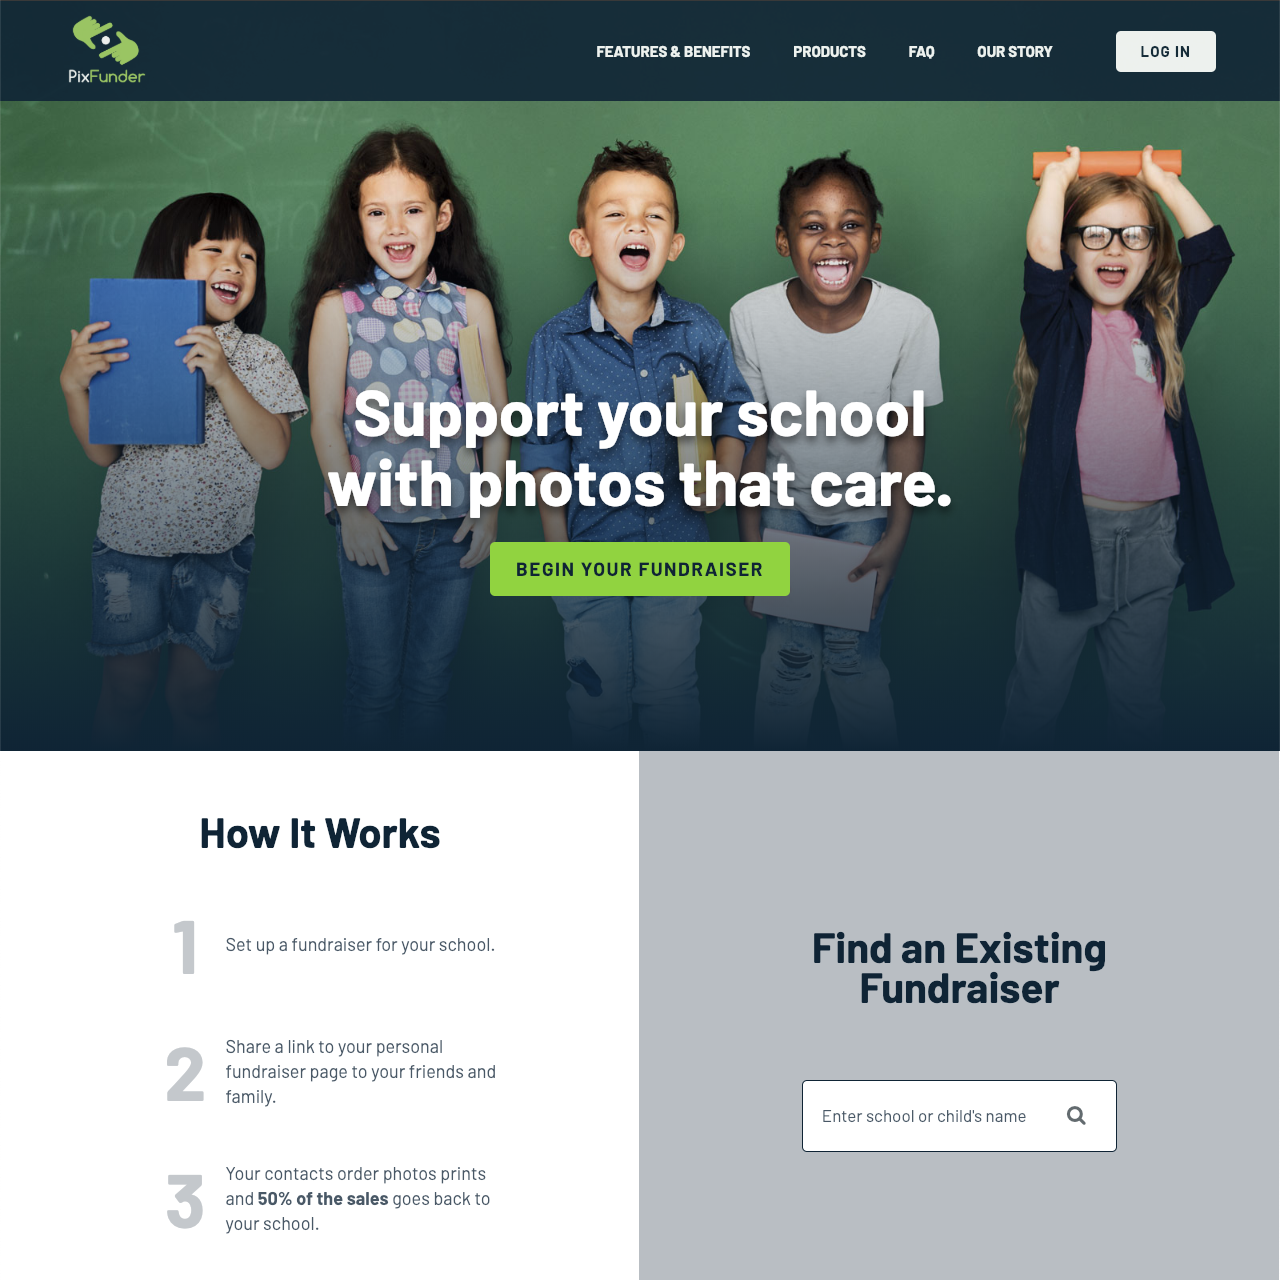 PixFunder
FEATURES & BENEFITS
PRODUCTS
FAQ
OUR STORY
LOG IN
Support your school
with photos that care.
BEGIN YOUR FUNDRAISER
How It Works
1
Set up a fundraiser for your school.
2
Share a link to your personal
fundraiser page to your friends and
family.
3
Your contacts order photos prints
and 50% of the sales goes back to
your school.
Find an Existing
Fundraiser
Enter school or child's name